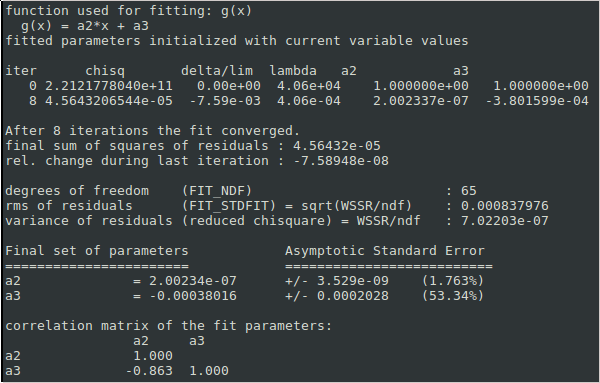 function used for fitting: g(x)
g(x) = a2*x + a3
fitted parameters initialized with current variable values
iter chisq delta/lim lambda a2 a3
0 2.2121778040e+11 0.00e+00 4.06e+04 1.000000e+00 1.000000e+00
8 4.5643206544e-05 -7.59e-03 4.06e-04 2.002337e-07 -3.801599e-04
After 8 iterations the fit converged.
final sum of squares of residuals : 4.56432e-05
rel. change during last iteration : -7.58948e-08
degrees of freedom (FIT_NDF) : 65
rms of residuals (FIT_STDFIT) = sqrt(WSSR/ndf) : 0.000837976
variance of residuals (reduced chisquare) = WSSR/ndf : 7.02203e-07
Final set of parameters Asymptotic Standard Error
======================= ==========================
a2 = 2.00234e-07 +/- 3.529e-09 (1.763%)
a3 = -0.00038016 +/- 0.0002028 (53.34%)
correlation matrix of the fit parameters:
a2 a3
a2 1.000
a3 -0.863 1.000